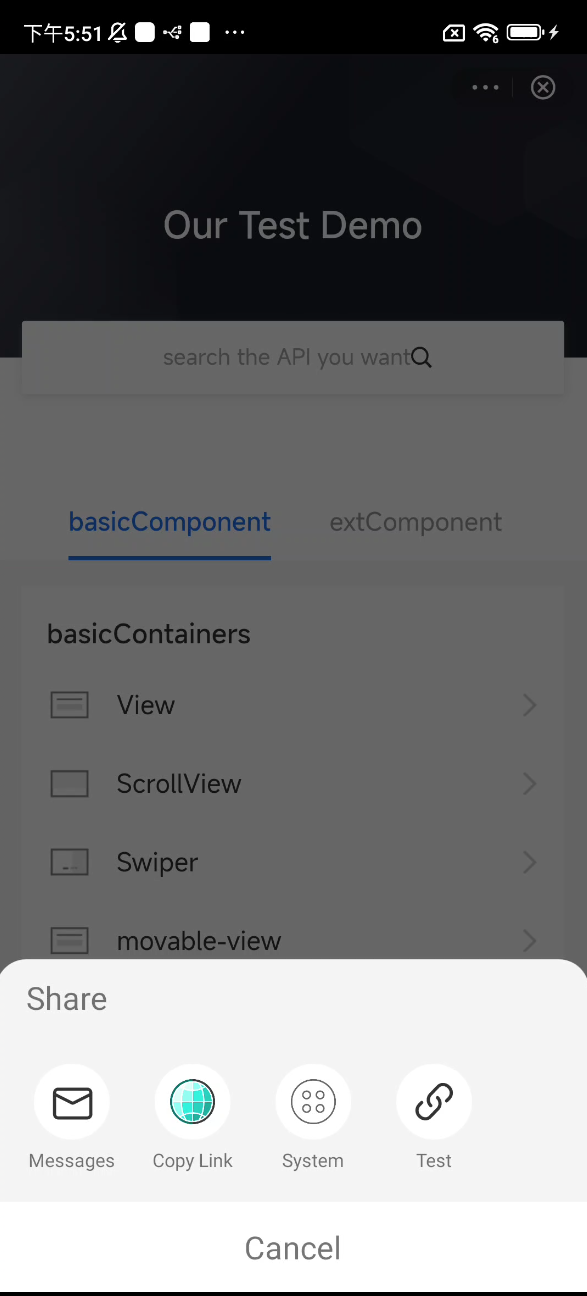 下午5:51
Our Test Demo
search the API you want
basicComponent extComponent
basicContainers
View
ScrollView
Swiper
movable-view
Share
Messages Copy Link System Test
Cancel